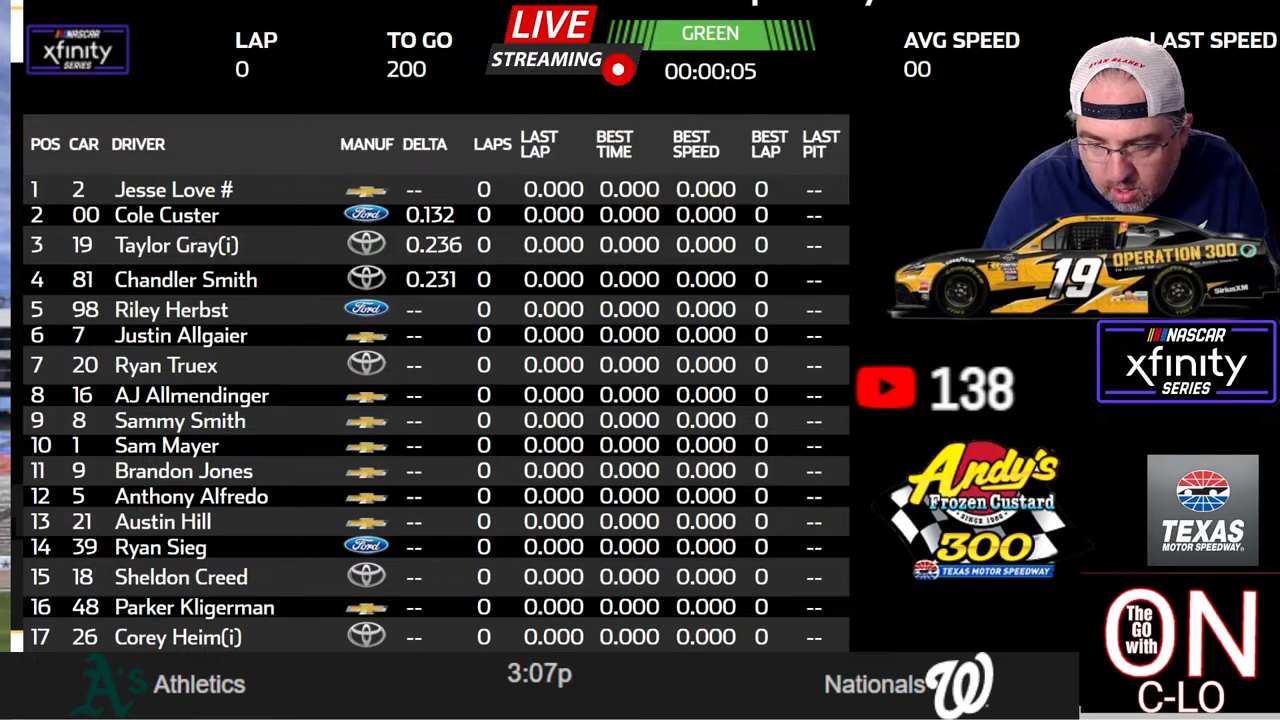 NASCAR
xfinity
SERIES
LAP
0
TO GO
200
LIVE
STREAMING
GREEN
00:00:05
AVG SPEED
00
LAST SPEED
RYAN BLANEY
POS CAR DRIVER MANUF DELTA LAPS LAST LAP BEST TIME BEST SPEED BEST LAP LAST PIT
1 2 Jesse Love # -- 0 0.000 0.000 0.000 0 --
2 00 Cole Custer Ford 0.132 0 0.000 0.000 0.000 0 --
3 19 Taylor Gray(i) 0.236 0 0.000 0.000 0.000 0 --
4 81 Chandler Smith 0.231 0 0.000 0.000 0.000 0 --
5 98 Riley Herbst Ford -- 0 0.000 0.000 0.000 0 --
6 7 Justin Allgaier -- 0 0.000 0.000 0.000 0 --
7 20 Ryan Truex -- 0 0.000 0.000 0.000 0 --
8 16 AJ Allmendinger -- 0 0.000 0.000 0.000 0 --
9 8 Sammy Smith -- 0 0.000 0.000 0.000 0 --
10 1 Sam Mayer -- 0 0.000 0.000 0.000 0 --
11 9 Brandon Jones -- 0 0.000 0.000 0.000 0 --
12 5 Anthony Alfredo -- 0 0.000 0.000 0.000 0 --
13 21 Austin Hill -- 0 0.000 0.000 0.000 0 --
14 39 Ryan Sieg Ford -- 0 0.000 0.000 0.000 0 --
15 18 Sheldon Creed -- 0 0.000 0.000 0.000 0 --
16 48 Parker Kligerman -- 0 0.000 0.000 0.000 0 --
17 26 Corey Heim(i) -- 0 0.000 0.000 0.000 0 --
OPERATION 300
19
SiriusXM
NASCAR
xfinity
SERIES
138
Andy's
Frozen Custard
SINCE 1986
300
TEXAS MOTOR SPEEDWAY
TEXAS
MOTOR SPEEDWAY
The
GO
with
ON
C-LO
A's Athletics
3:07p
Nationals W